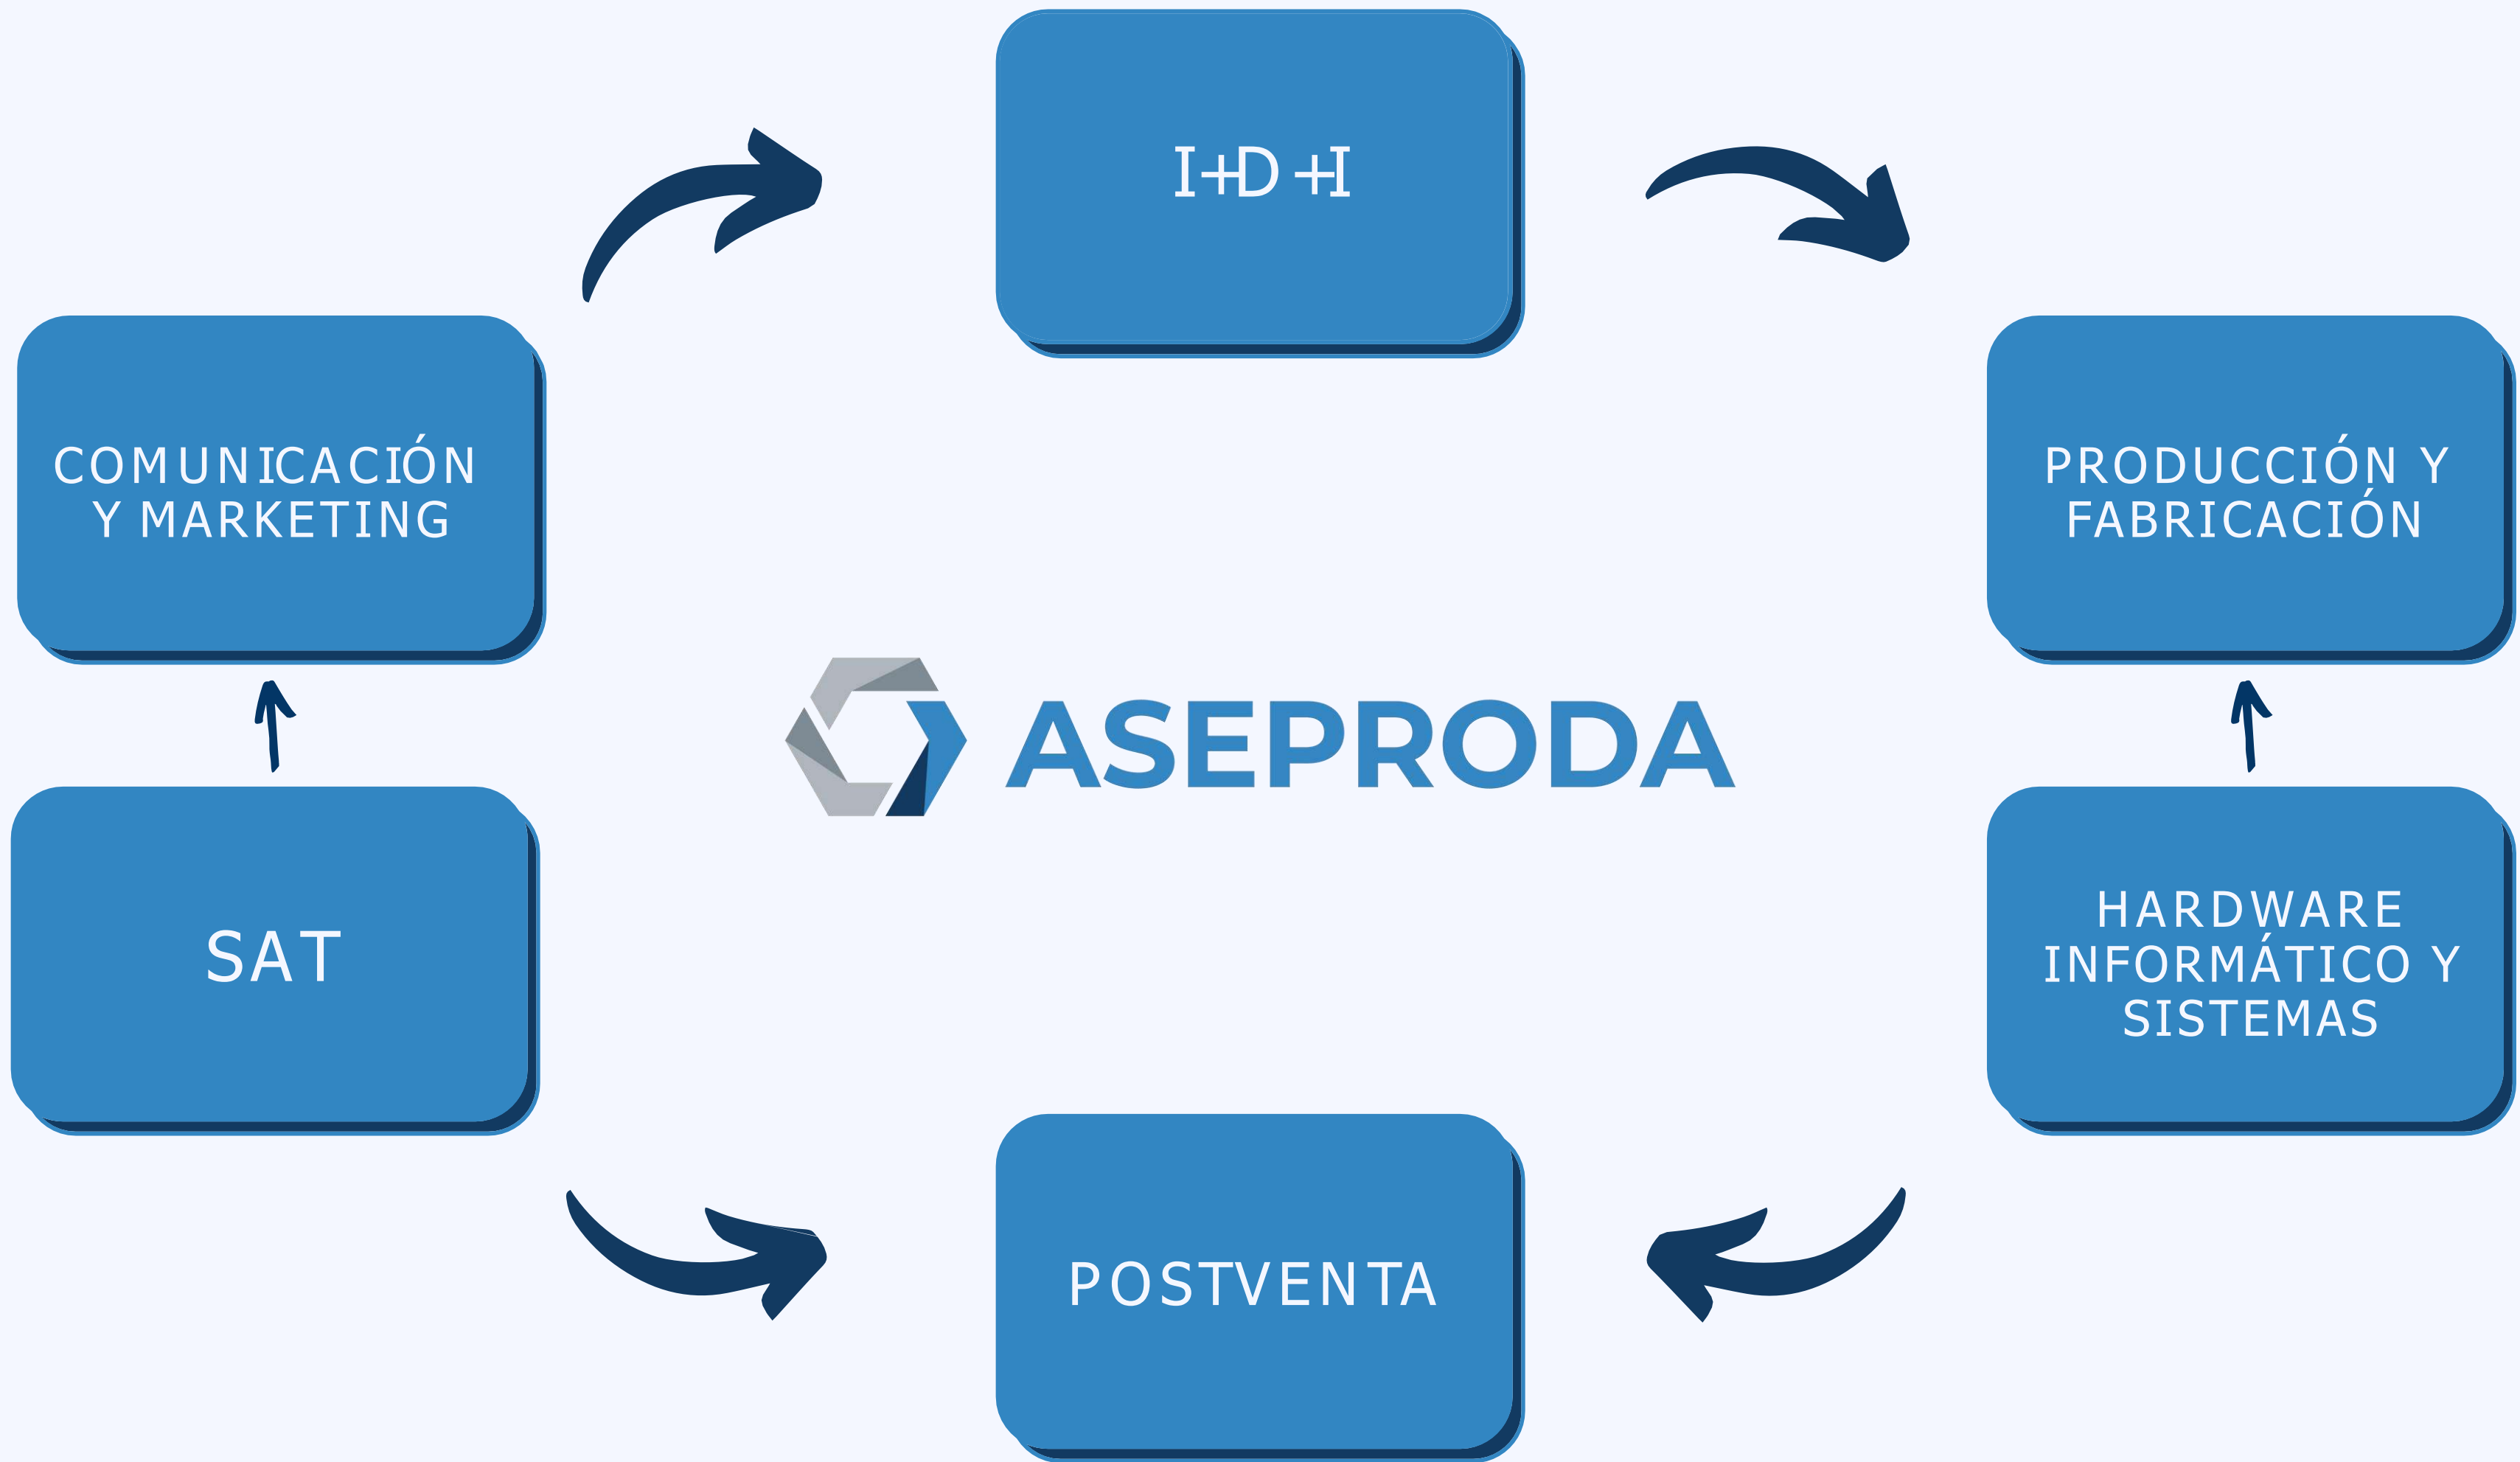 I+D+I
COMUNICACIÓN
Y MARKETING
PRODUCCIÓN Y
FABRICACIÓN
ASEPRODA
SAT
HARDWARE
INFORMÁTICO Y
SISTEMAS
POSTVENTA